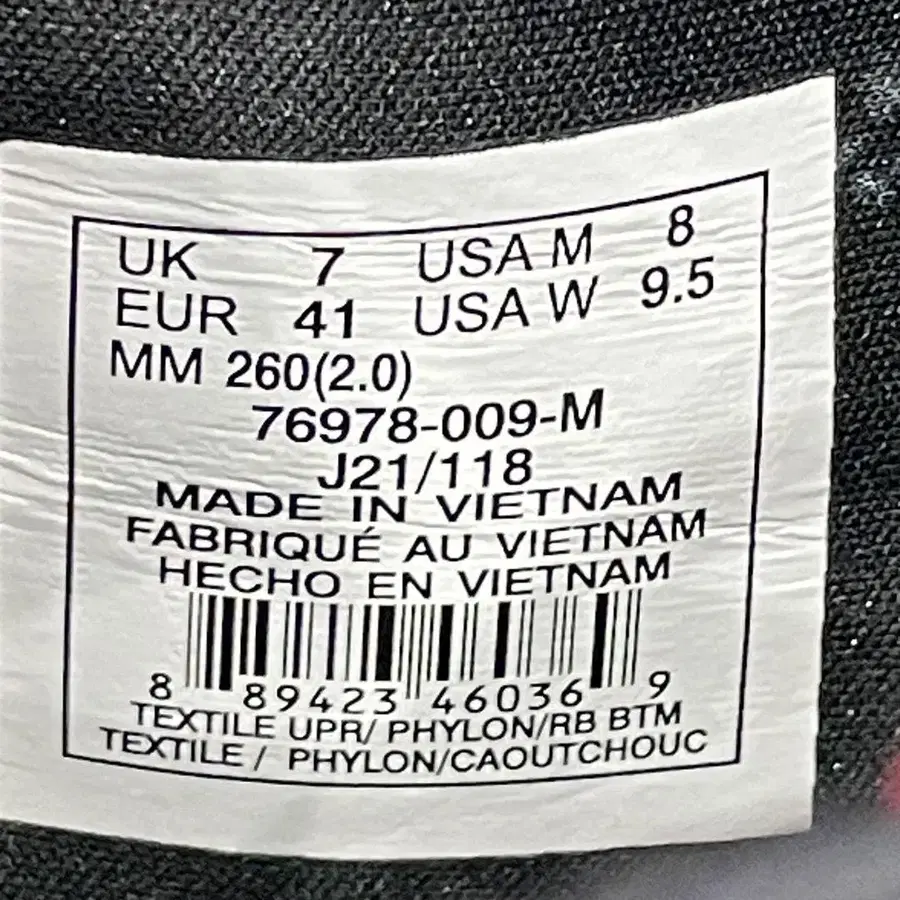 UK 7 USA M 8
EUR 41 USA W 9.5
MM 260(2.0)
76978-009-M
J21/118
MADE IN VIETNAM
FABRIQUÉ AU VIETNAM
HECHO EN VIETNAM
8 89423 46036 9
TEXTILE UPR/ PHYLON/RB BTM
TEXTILE / PHYLON/CAOUTCHOUC